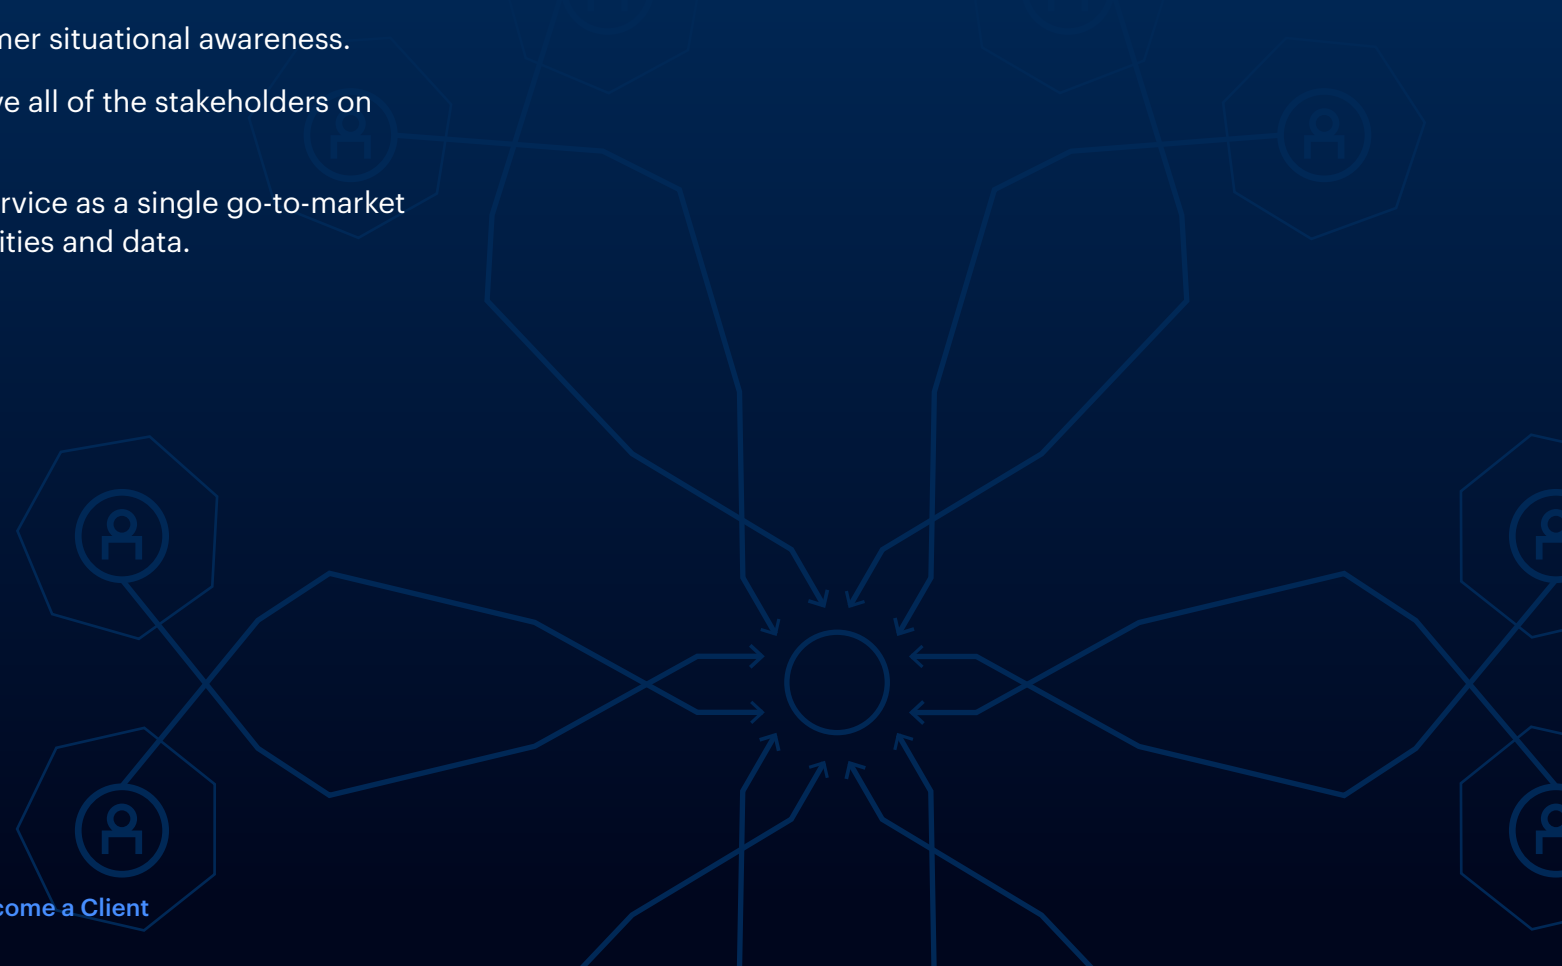 mer situational awareness.
ve all of the stakeholders on
rvice as a single go-to-market
ities and data.
come a Client